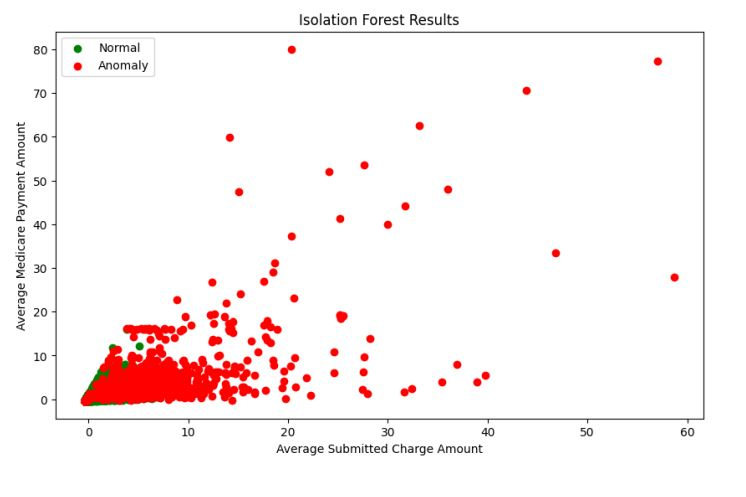 Isolation Forest Results
Normal
Anomaly
80
70
60
50
40
30
20
10
0
Average Medicare Payment Amount
0 10 20 30 40 50 60
Average Submitted Charge Amount